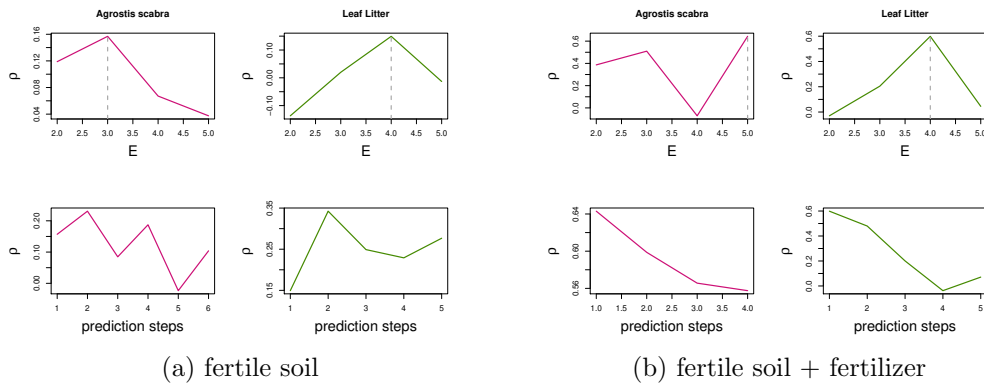 Agrostis scabra
Leaf Litter
Agrostis scabra
Leaf Litter
ρ
0.04 0.08 0.12 0.16
2.0 2.5 3.0 3.5 4.0 4.5 5.0
E
ρ
−0.10 0.00 0.05 0.15
2.0 2.5 3.0 3.5 4.0 4.5 5.0
E
ρ
0.0 0.2 0.4 0.6
2.0 2.5 3.0 3.5 4.0 4.5 5.0
E
ρ
0.0 0.2 0.4 0.6
2.0 2.5 3.0 3.5 4.0 4.5 5.0
E
ρ
0.00 0.10 0.20
1 2 3 4 5 6
prediction steps
ρ
0.15 0.25 0.35
1 2 3 4 5
prediction steps
ρ
0.56 0.60 0.64
1.0 1.5 2.0 2.5 3.0 3.5 4.0
prediction steps
ρ
0.0 0.2 0.4 0.6
1 2 3 4 5
prediction steps
(a) fertile soil
(b) fertile soil + fertilizer